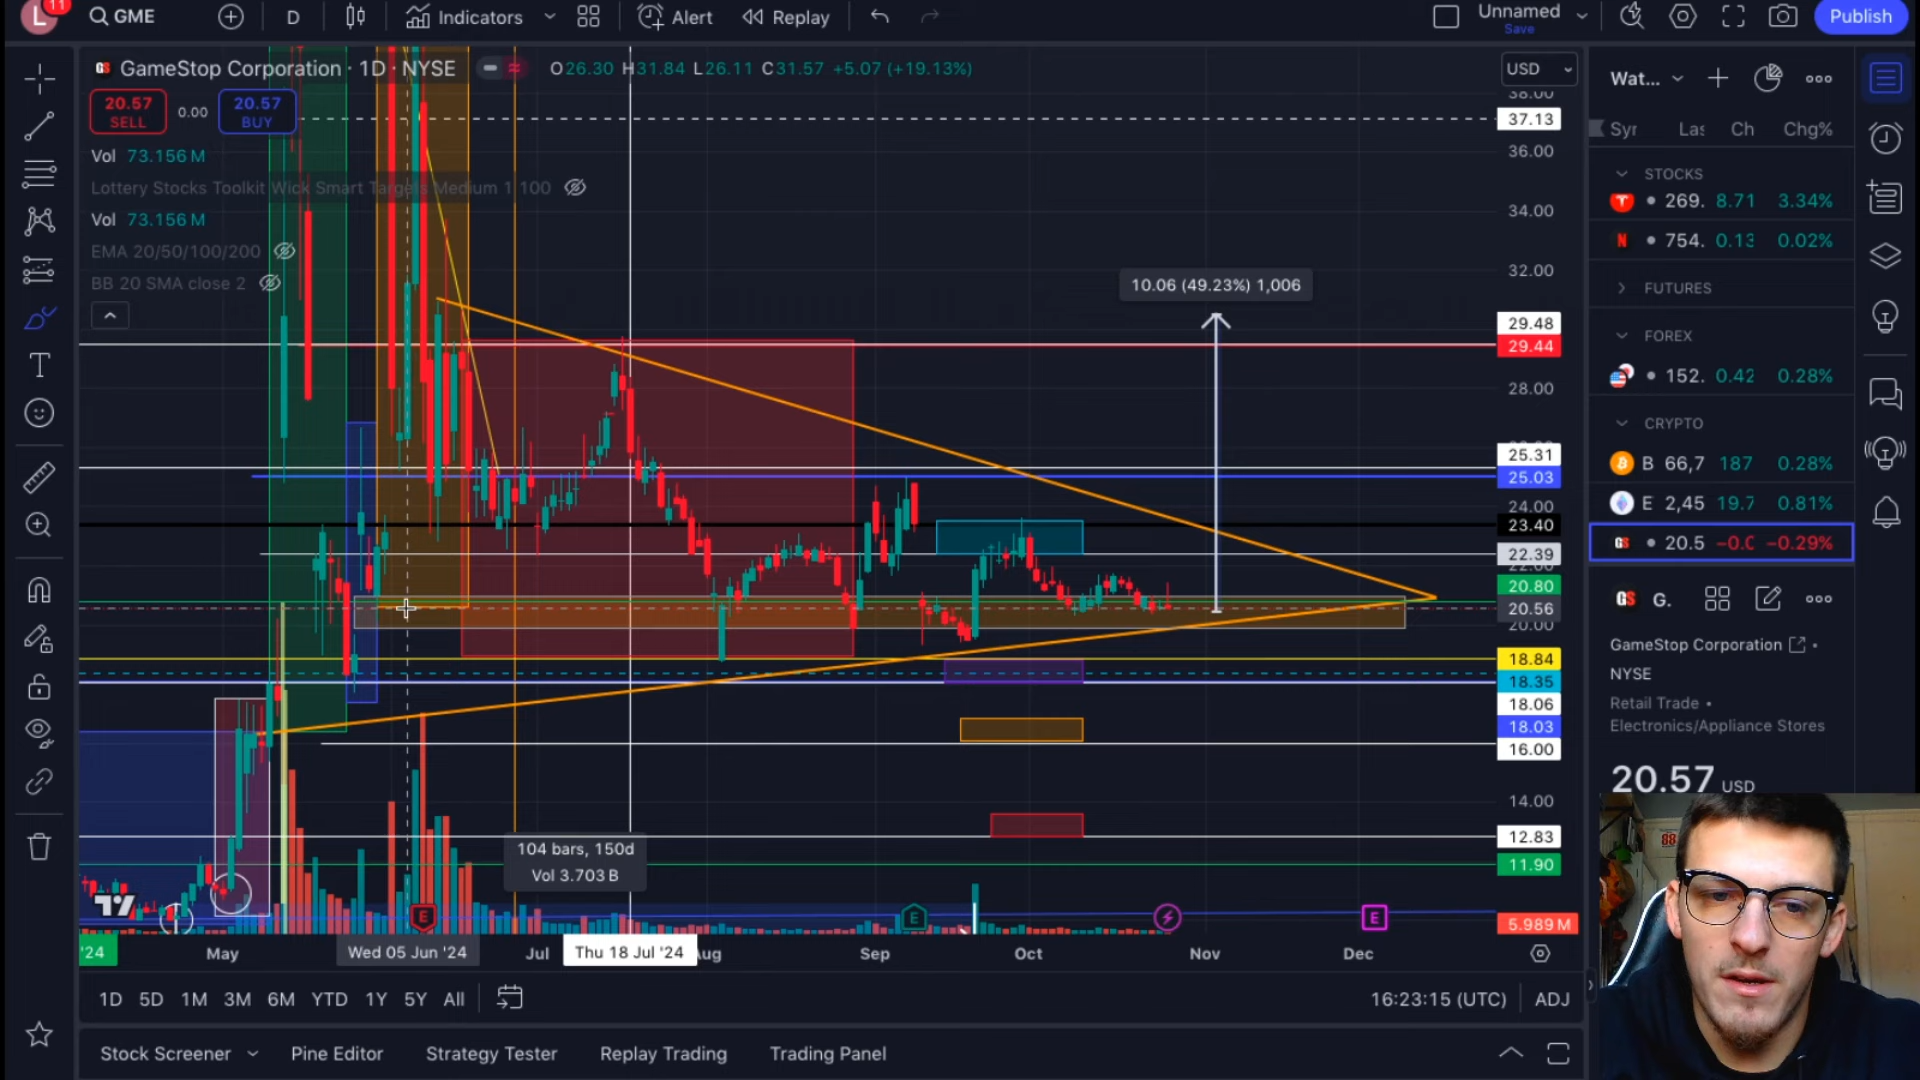 L 11 GME D Indicators Alert Replay Unnamed Save Publish
GameStop Corporation · 1D · NYSE O26.30 H31.84 L26.11 C31.57 +5.07 (+19.13%) USD
20.57 SELL 0.00 20.57 BUY
Vol 73.156 M
Lottery Stocks Toolkit Wick Smart Targets Medium 1 100
Vol 73.156 M
EMA 20/50/100/200
BB 20 SMA close 2
10.06 (49.23%) 1,006
104 bars, 150d
Vol 3.703 B
38.00
37.13
36.00
34.00
32.00
29.48
29.44
28.00
25.31
25.03
24.00
23.40
22.39
22.00
20.80
20.56
20.00
18.84
18.35
18.06
18.03
16.00
14.00
12.83
11.90
5.989 M
E E E
'24 May Wed 05 Jun '24 Jul Thu 18 Jul '24 Aug Sep Oct Nov Dec
1D 5D 1M 3M 6M YTD 1Y 5Y All 16:23:15 (UTC) ADJ
Stock Screener Pine Editor Strategy Tester Replay Trading Trading Panel
Wat...
Syr Las Ch Chg%
STOCKS
269. 8.71 3.34%
754. 0.13 0.02%
FUTURES
FOREX
152. 0.42 0.28%
CRYPTO
B 66,7 187 0.28%
E 2,45 19.7 0.81%
20.5 −0.0 −0.29%
G.
GameStop Corporation
NYSE
Retail Trade •
Electronics/Appliance Stores
20.57 USD